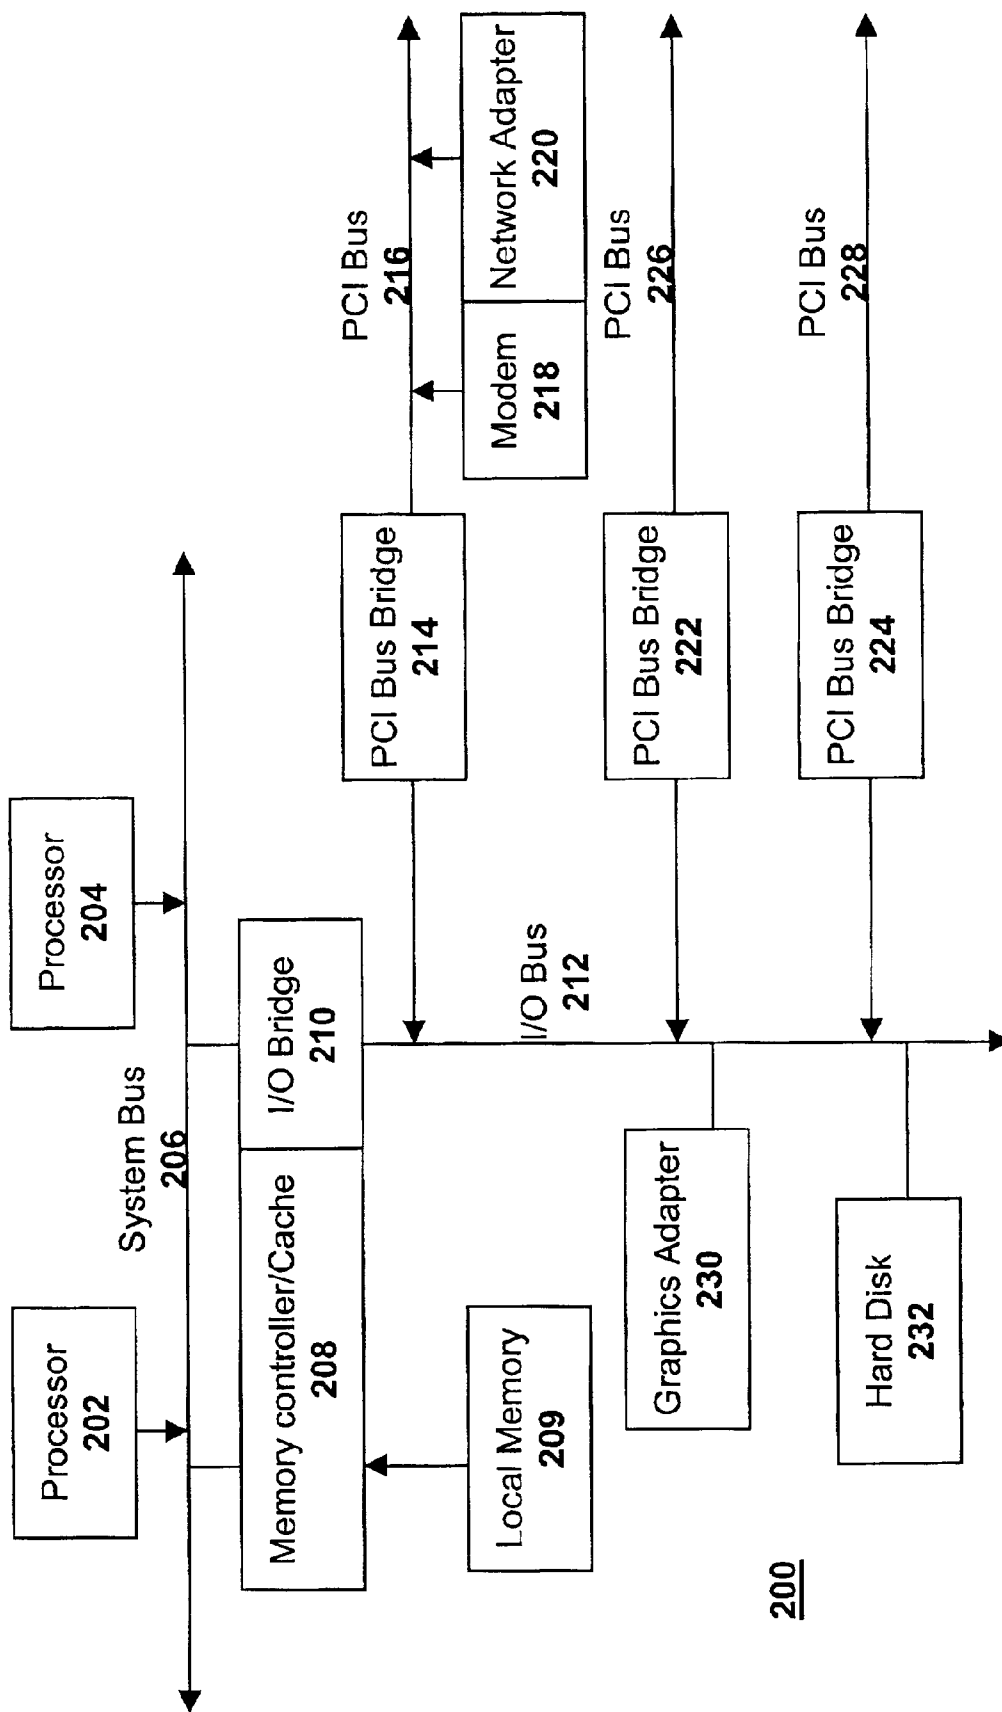 Processor
202
Processor
204
System Bus
206
Memory controller/Cache
208
I/O Bridge
210
Local Memory
209
PCI Bus Bridge
214
PCI Bus
216
Modem
218
Network Adapter
220
I/O Bus
212
PCI Bus Bridge
222
PCI Bus
226
Graphics Adapter
230
PCI Bus Bridge
224
PCI Bus
228
Hard Disk
232
200